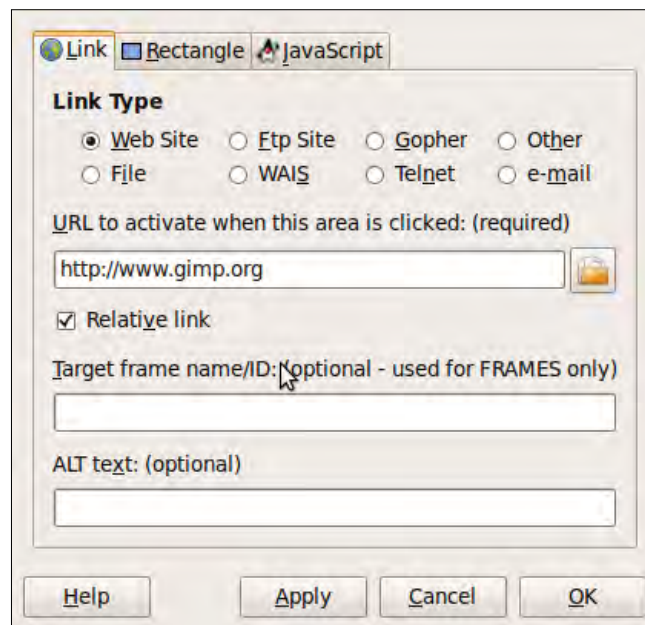 Link Rectangle JavaScript
Link Type
Web Site Ftp Site Gopher Other
File WAIS Telnet e-mail
URL to activate when this area is clicked: (required)
http://www.gimp.org
Relative link
Target frame name/ID: (optional - used for FRAMES only)
ALT text: (optional)
Help Apply Cancel OK